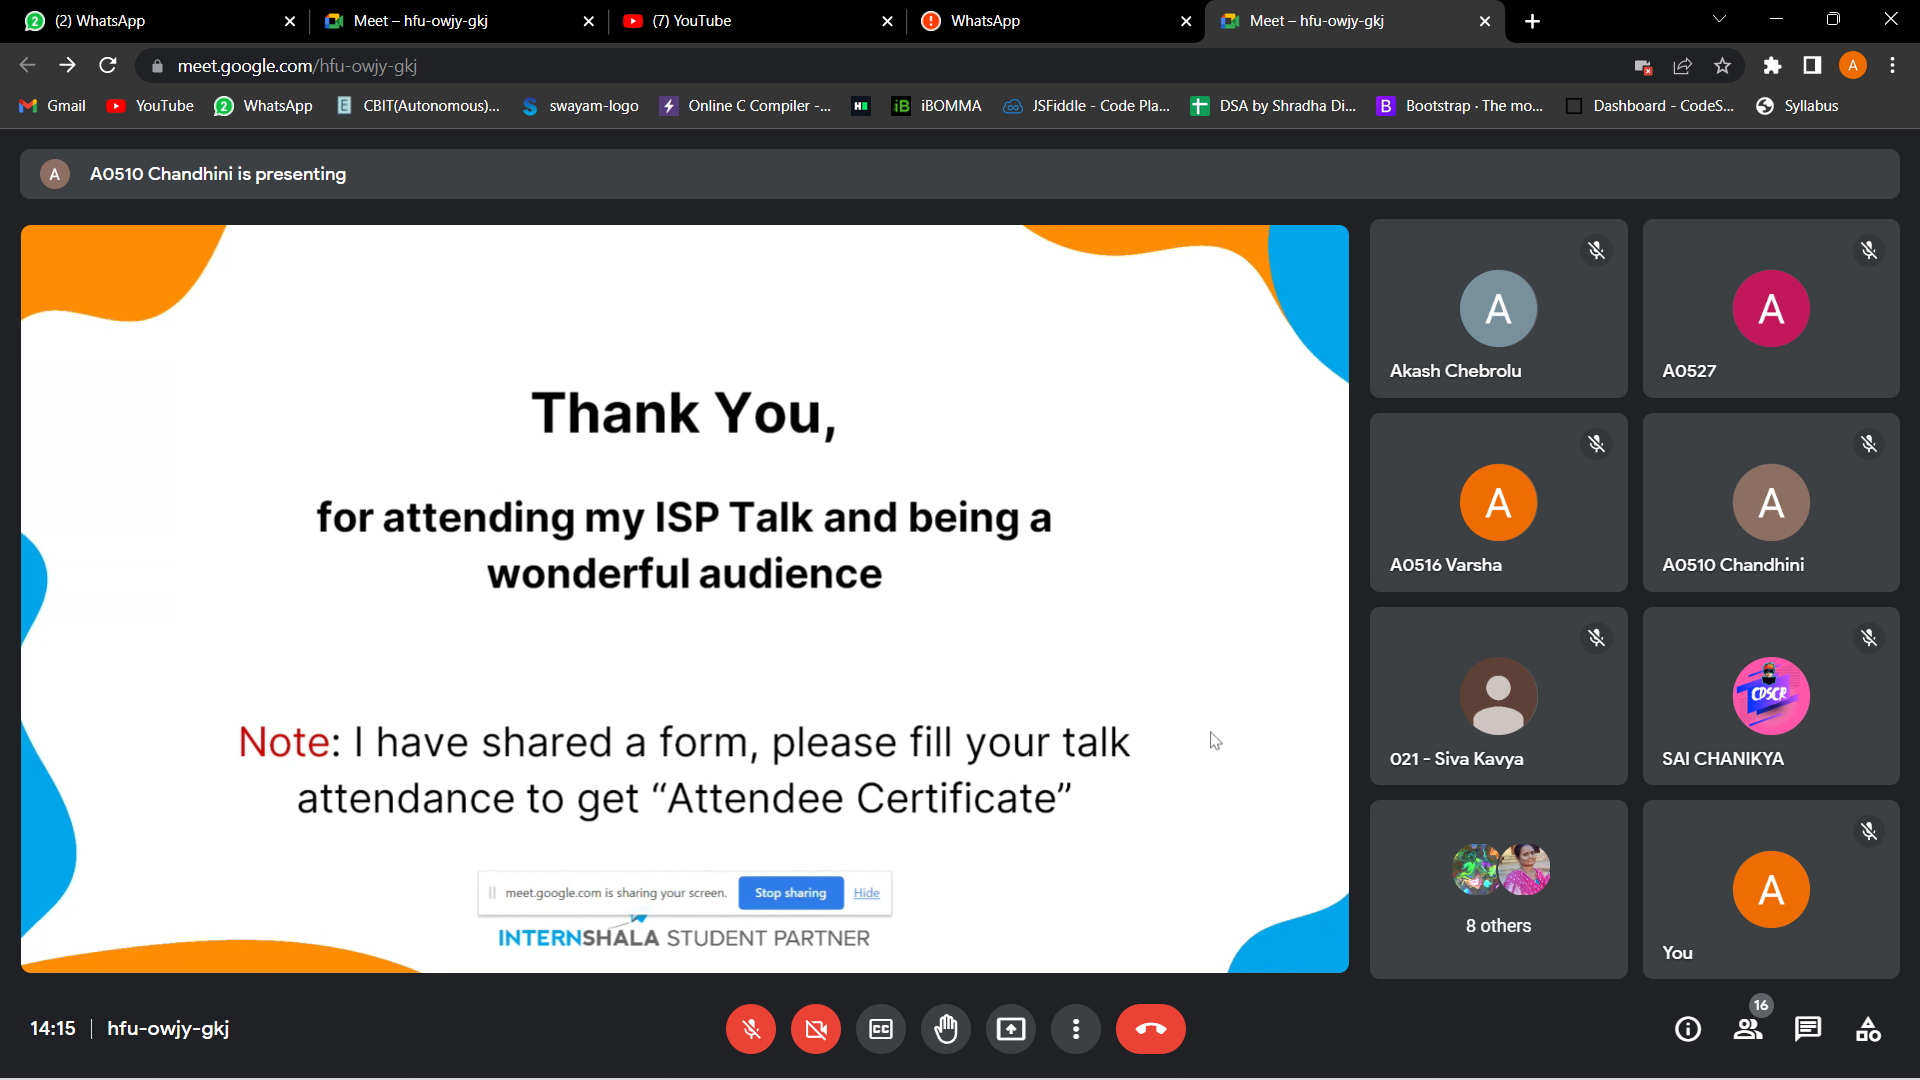 (2) WhatsApp
Meet – hfu-owjy-gkj
(7) YouTube
WhatsApp
Meet – hfu-owjy-gkj
meet.google.com/hfu-owjy-gkj
A
Gmail
YouTube
WhatsApp
CBIT(Autonomous)...
swayam-logo
Online C Compiler -...
iBOMMA
JSFiddle - Code Pla...
DSA by Shradha Di...
Bootstrap · The mo...
Dashboard - CodeS...
Syllabus
A
A0510 Chandhini is presenting
Thank You,
for attending my ISP Talk and being a
wonderful audience
Note: I have shared a form, please fill your talk
attendance to get “Attendee Certificate”
meet.google.com is sharing your screen.
Stop sharing
Hide
INTERNSHALA STUDENT PARTNER
A
Akash Chebrolu
A
A0527
A
A0516 Varsha
A
A0510 Chandhini
021 - Siva Kavya
CDSCR
SAI CHANIKYA
8 others
A
You
14:15
hfu-owjy-gkj
CC
16